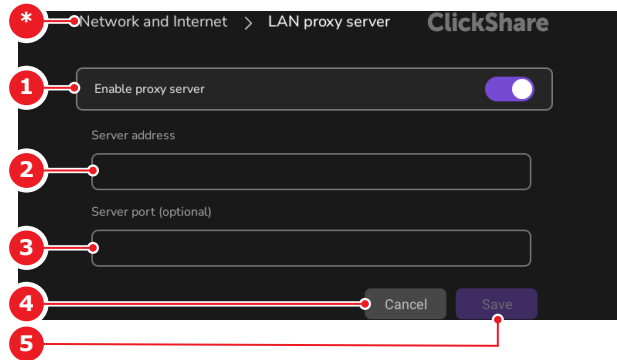 * Network and Internet > LAN proxy server ClickShare
1 Enable proxy server
Server address
2
Server port (optional)
3
4 Cancel Save
5